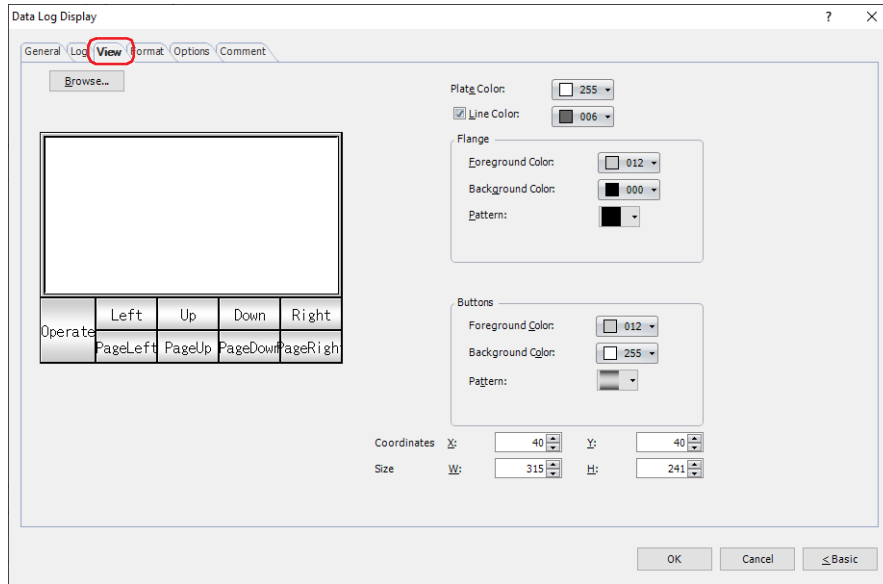 Data Log Display ? ✕
General Log View Format Options Comment
Browse...
Plate Color: 255
Line Color: 006
Flange
Foreground Color: 012
Background Color: 000
Pattern:
Operate Left Up Down Right
PageLeft PageUp PageDown PageRigh
Buttons
Foreground Color: 012
Background Color: 255
Pattern:
Coordinates X: 40 Y: 40
Size W: 315 H: 241
OK Cancel <Basic